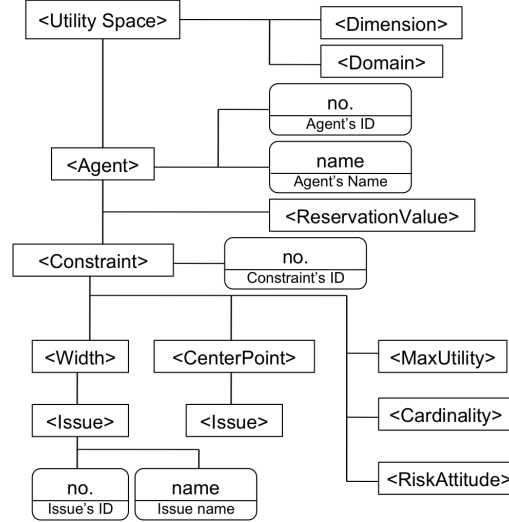 <Utility Space>
<Dimension>
<Domain>
no.
Agent's ID
<Agent>
name
Agent's Name
<ReservationValue>
<Constraint>
no.
Constraint's ID
<Width>
<CenterPoint>
<MaxUtility>
<Issue>
<Issue>
<Cardinality>
no.
Issue's ID
name
Issue name
<RiskAttitude>